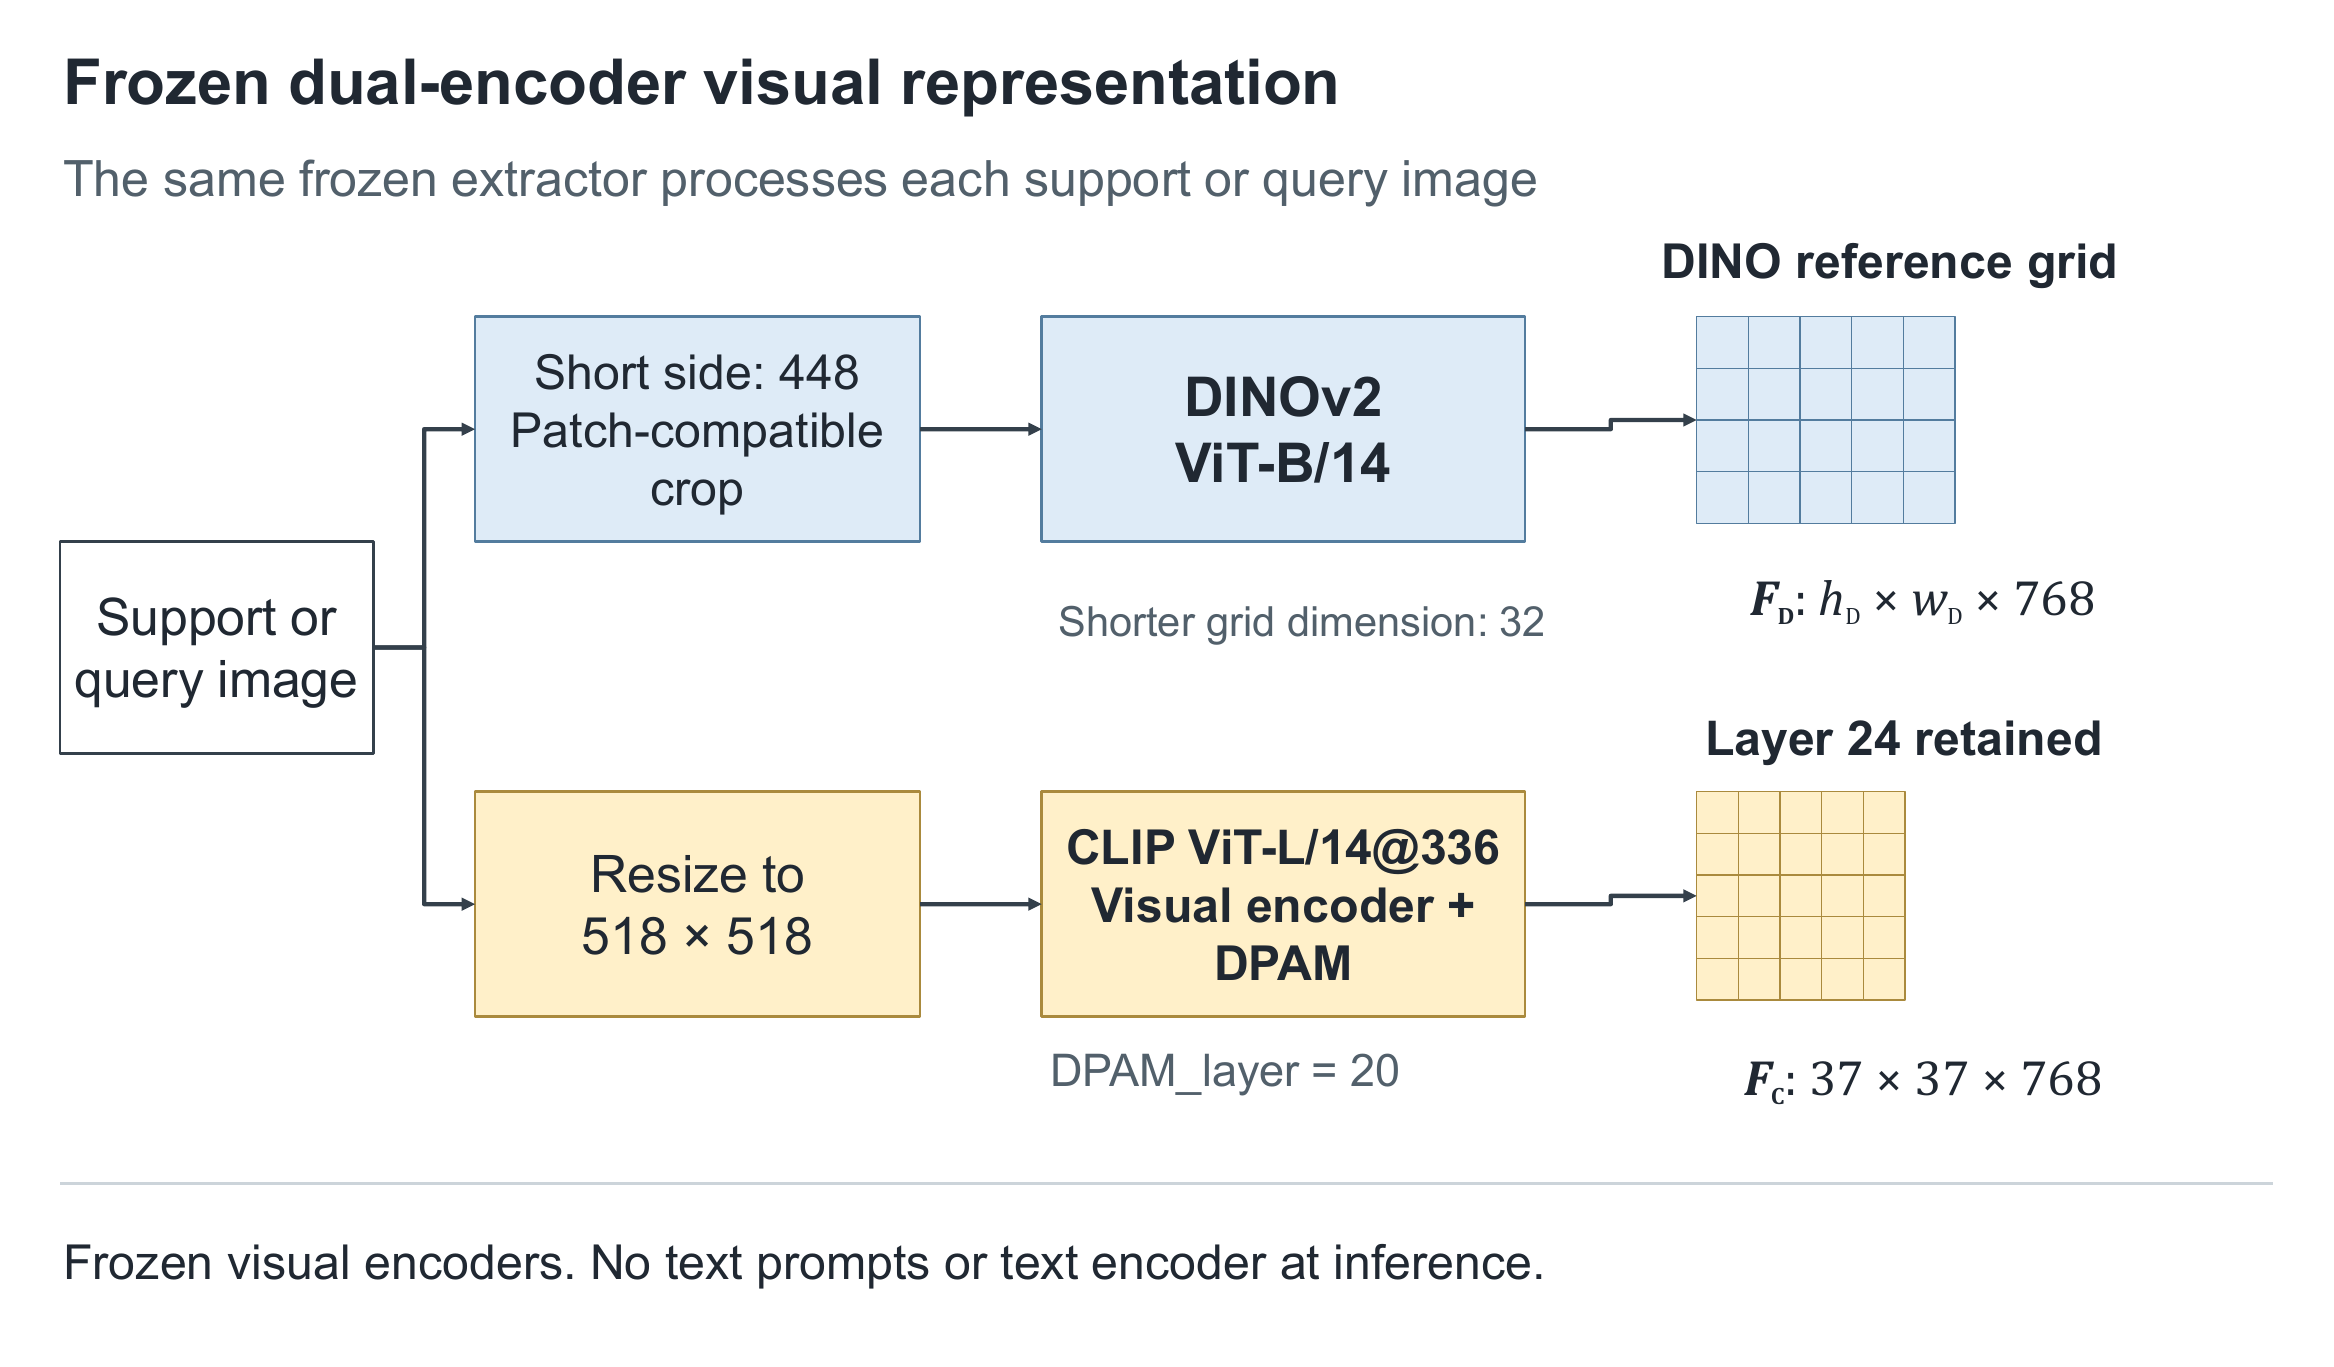 Frozen dual-encoder visual representation
The same frozen extractor processes each support or query image
DINO reference grid
Short side: 448
Patch-compatible
crop
DINOv2
ViT-B/14
Support or
query image
Shorter grid dimension: 32
F_D: h_D × w_D × 768
Layer 24 retained
Resize to
518 × 518
CLIP ViT-L/14@336
Visual encoder +
DPAM
DPAM_layer = 20
F_C: 37 × 37 × 768
Frozen visual encoders. No text prompts or text encoder at inference.